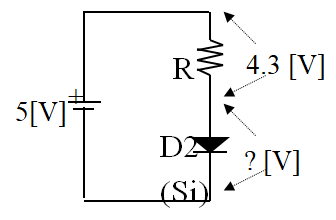 R
4.3 [V]
+
5[V]
D2
? [V]
(Si)